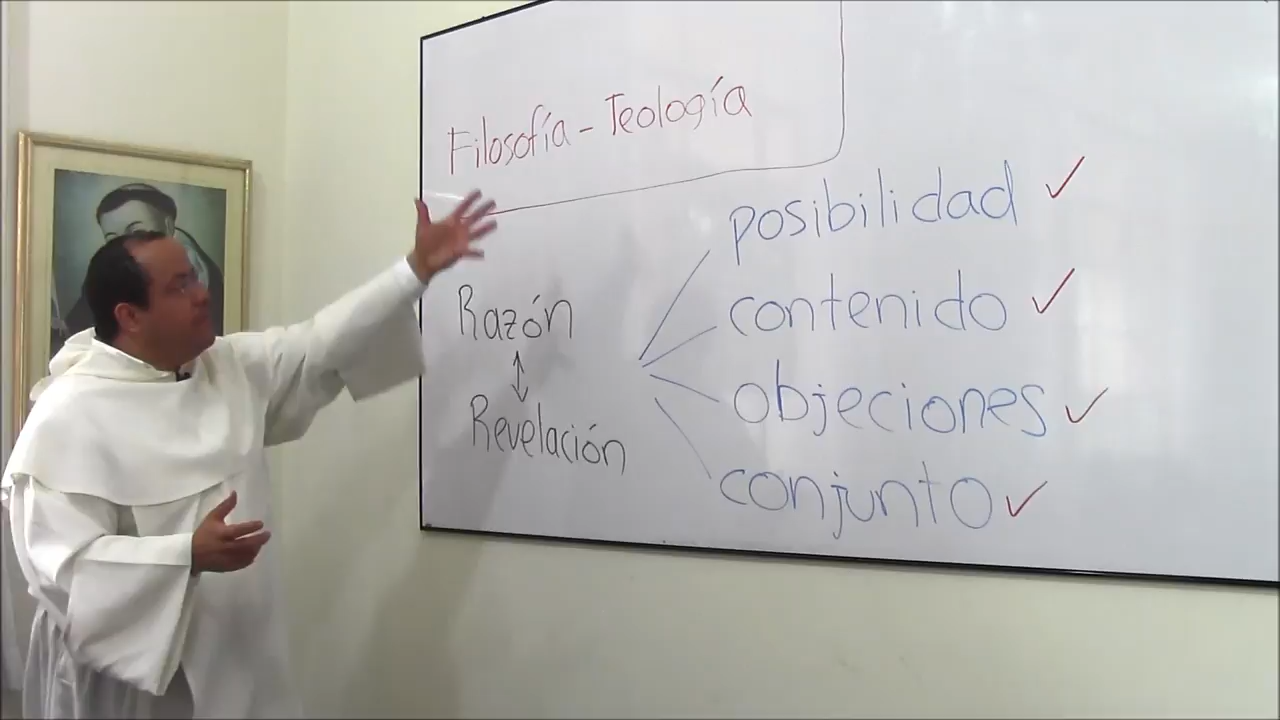 Filosofía - Teología
Razón
Revelación
posibilidad ✓
contenido ✓
objeciones ✓
conjunto ✓